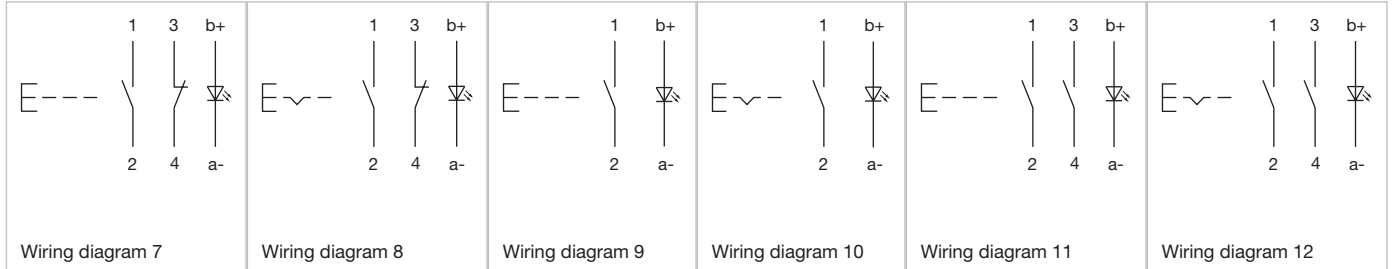 1 3 b+
2 4 a-
Wiring diagram 7
1 3 b+
2 4 a-
Wiring diagram 8
1 b+
2 a-
Wiring diagram 9
1 b+
2 a-
Wiring diagram 10
1 3 b+
2 4 a-
Wiring diagram 11
1 3 b+
2 4 a-
Wiring diagram 12